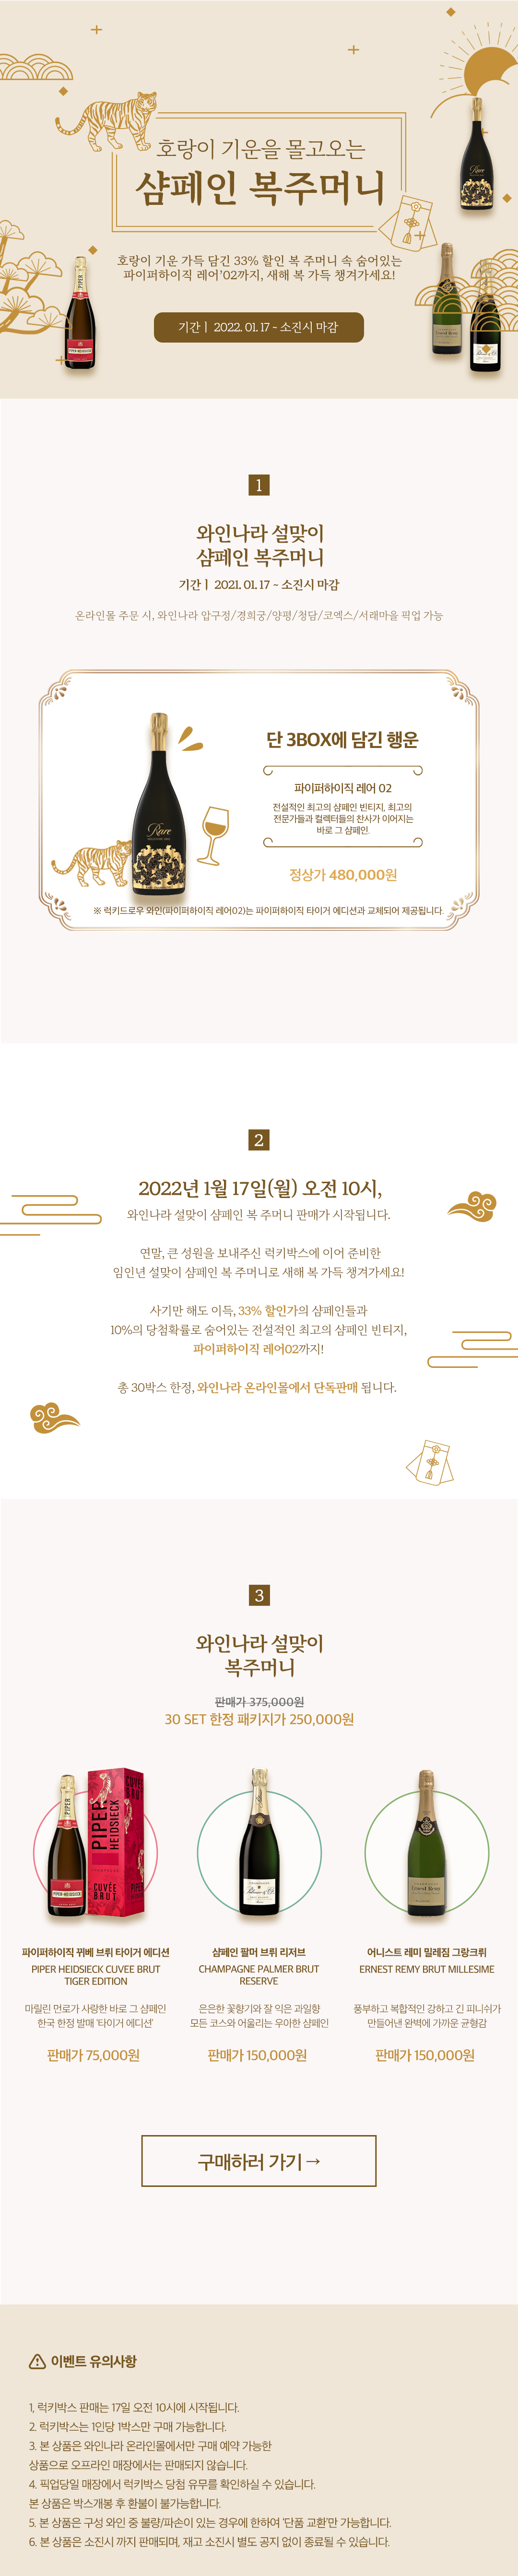 호랑이 기운을 몰고오는
샴페인 복주머니
호랑이 기운 가득 담긴 33% 할인 복 주머니 속 숨어있는
파이퍼하이직 레어’02까지, 새해 복 가득 챙겨가세요!
기간ㅣ 2022. 01. 17 ~ 소진시 마감
Rare
PIPER
PIPER-HEIDSIECK
Ernest Remy
1
와인나라 설맞이
샴페인 복주머니
기간ㅣ 2021. 01. 17 ~ 소진시 마감
온라인몰 주문 시, 와인나라 압구정/경희궁/양평/청담/코엑스/서래마을 픽업 가능
단 3BOX에 담긴 행운
파이퍼하이직 레어 02
전설적인 최고의 샴페인 빈티지, 최고의
전문가들과 컬렉터들의 찬사가 이어지는
바로 그 샴페인.
정상가 480,000원
Rare
※ 럭키드로우 와인(파이퍼하이직 레어02)는 파이퍼하이직 타이거 에디션과 교체되어 제공됩니다.
2
2022년 1월 17일(월) 오전 10시,
와인나라 설맞이 샴페인 복 주머니 판매가 시작됩니다.
연말, 큰 성원을 보내주신 럭키박스에 이어 준비한
임인년 설맞이 샴페인 복 주머니로 새해 복 가득 챙겨가세요!
사기만 해도 이득, 33% 할인가의 샴페인들과
10%의 당첨확률로 숨어있는 전설적인 최고의 샴페인 빈티지,
파이퍼하이직 레어02까지!
총 30박스 한정, 와인나라 온라인몰에서 단독판매 됩니다.
3
와인나라 설맞이
복주머니
판매가 375,000원
30 SET 한정 패키지가 250,000원
PIPER
PIPER-HEIDSIECK
PIPER HEIDSIECK
CUVÉE BRUT
Ernest Remy
파이퍼하이직 뀌베 브뤼 타이거 에디션
PIPER HEIDSIECK CUVEE BRUT
TIGER EDITION
마릴린 먼로가 사랑한 바로 그 샴페인
한국 한정 발매 '타이거 에디션'
판매가 75,000원
샴페인 팔머 브뤼 리저브
CHAMPAGNE PALMER BRUT
RESERVE
은은한 꽃향기와 잘 익은 과일향
모든 코스와 어울리는 우아한 샴페인
판매가 150,000원
어니스트 레미 밀레짐 그랑크뤼
ERNEST REMY BRUT MILLESIME
풍부하고 복합적인 강하고 긴 피니쉬가
만들어낸 완벽에 가까운 균형감
판매가 150,000원
구매하러 가기→
이벤트 유의사항
1, 럭키박스 판매는 17일 오전 10시에 시작됩니다.
2. 럭키박스는 1인당 1박스만 구매 가능합니다.
3. 본 상품은 와인나라 온라인몰에서만 구매 예약 가능한
상품으로 오프라인 매장에서는 판매되지 않습니다.
4. 픽업당일 매장에서 럭키박스 당첨 유무를 확인하실 수 있습니다.
본 상품은 박스개봉 후 환불이 불가능합니다.
5. 본 상품은 구성 와인 중 불량/파손이 있는 경우에 한하여 '단품 교환'만 가능합니다.
6. 본 상품은 소진시 까지 판매되며, 재고 소진시 별도 공지 없이 종료될 수 있습니다.